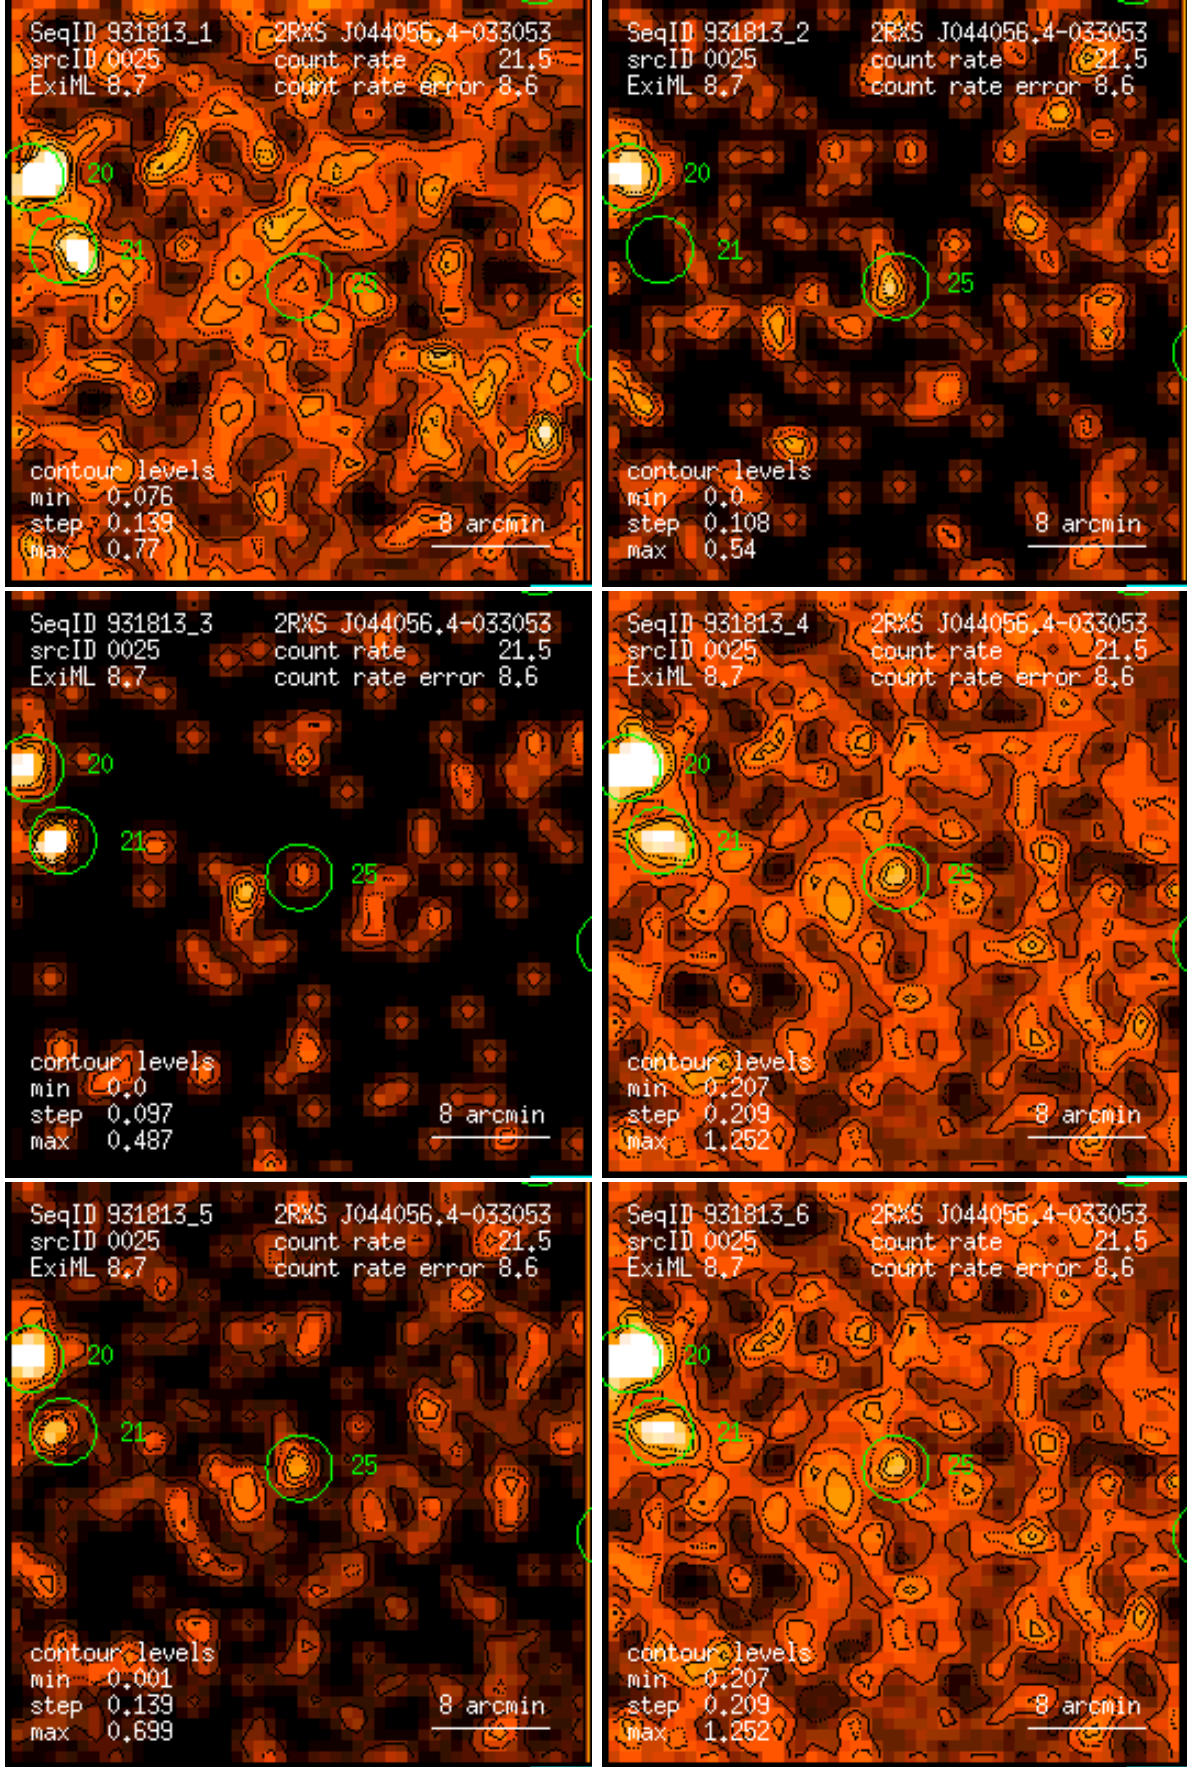 SeqID 931813_1 2RXS J044056.4-033053
srcID 0025 count rate 21.5
ExiML 8.7 count rate error 8.6
20
21
25
contour levels
min 0.076
step 0.139 8 arcmin
max 0.77
SeqID 931813_2 2RXS J044056.4-033053
srcID 0025 count rate 21.5
ExiML 8.7 count rate error 8.6
20
21
25
contour levels
min 0.0
step 0.108 8 arcmin
max 0.54
SeqID 931813_3 2RXS J044056.4-033053
srcID 0025 count rate 21.5
ExiML 8.7 count rate error 8.6
20
21
25
contour levels
min 0.0
step 0.097 8 arcmin
max 0.487
SeqID 931813_4 2RXS J044056.4-033053
srcID 0025 count rate 21.5
ExiML 8.7 count rate error 8.6
20
21
25
contour levels
min 0.207
step 0.209 8 arcmin
max 1.252
SeqID 931813_5 2RXS J044056.4-033053
srcID 0025 count rate 21.5
ExiML 8.7 count rate error 8.6
20
21
25
contour levels
min 0.001
step 0.139 8 arcmin
max 0.699
SeqID 931813_6 2RXS J044056.4-033053
srcID 0025 count rate 21.5
ExiML 8.7 count rate error 8.6
20
21
25
contour levels
min 0.207
step 0.209 8 arcmin
max 1.252